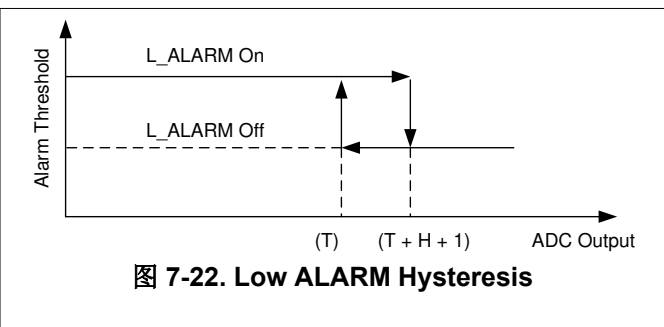 Alarm Threshold
L_ALARM On
L_ALARM Off
(T)
(T + H + 1)
ADC Output
图 7-22. Low ALARM Hysteresis